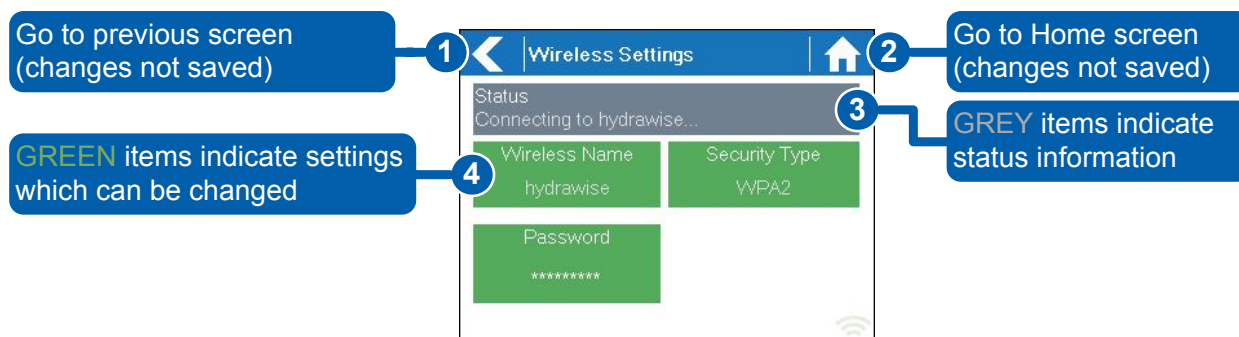 Go to previous screen
(changes not saved)
1
Wireless Settings
2
Go to Home screen
(changes not saved)
Status
Connecting to hydrawise...
3
GREY items indicate
status information
GREEN items indicate settings
which can be changed
4
Wireless Name
hydrawise
Security Type
WPA2
Password
*********